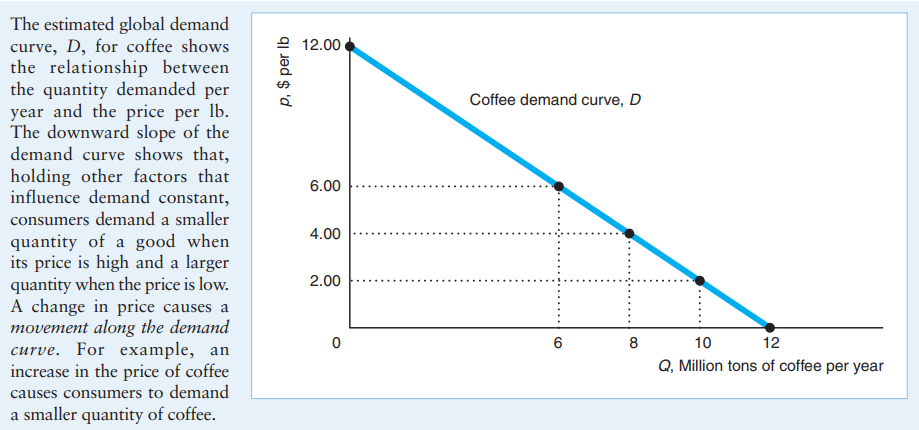 The estimated global demand
curve, D, for coffee shows
the relationship between
the quantity demanded per
year and the price per lb.
The downward slope of the
demand curve shows that,
holding other factors that
influence demand constant,
consumers demand a smaller
quantity of a good when
its price is high and a larger
quantity when the price is low.
A change in price causes a
movement along the demand
curve. For example, an
increase in the price of coffee
causes consumers to demand
a smaller quantity of coffee.
p, $ per lb
12.00
Coffee demand curve, D
6.00
4.00
2.00
0
6
8
10
12
Q, Million tons of coffee per year